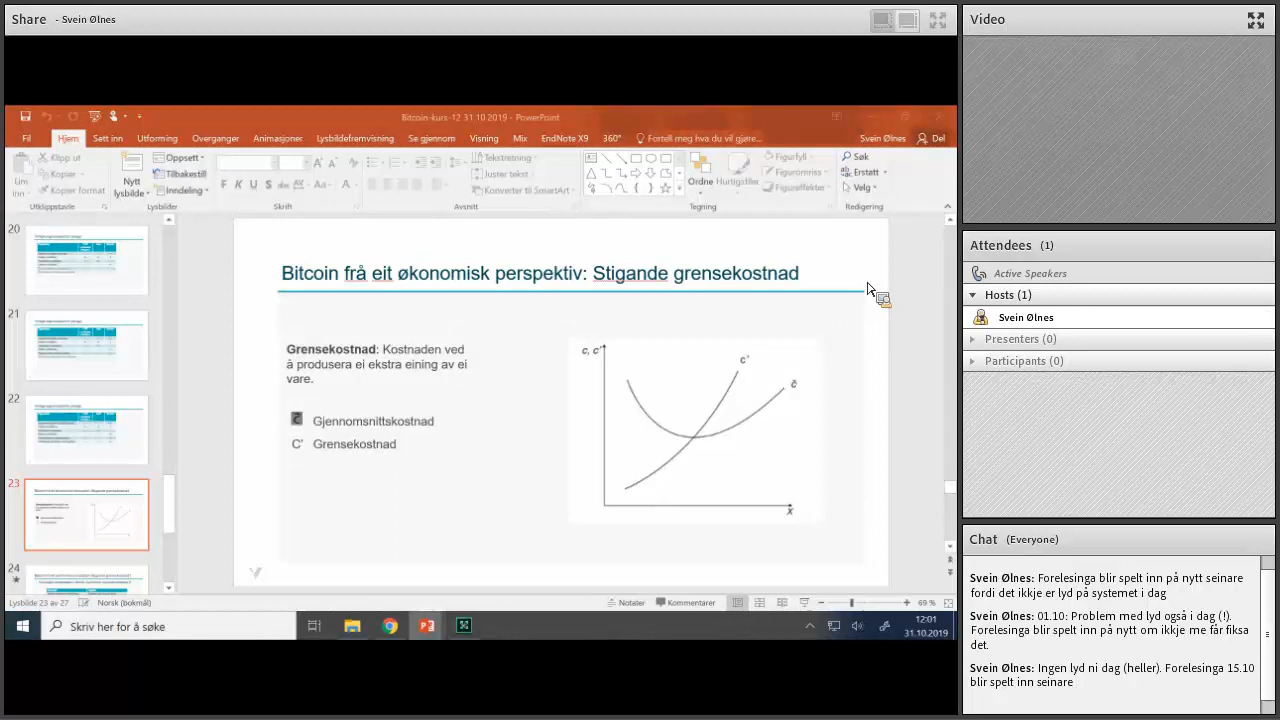 Share - Svein Ølnes
Video
Bitcoin-kurs-12 31 10 2019 - PowerPoint
Fil Hjem Sett inn Utforming Overganger Animasjoner Lysbildefremvisning Se gjennom Visning Mix EndNote X9 360° Fortell meg hva du vil gjøre... Svein Ølnes Del
Lim inn
Klipp ut
Kopier
Kopier format
Utklippstavle
Nytt lysbilde
Oppsett
Tilbakestill
Inndeling
Lysbilder
F K U S abc AV Aa A
Skrift
Tekstretning
Juster tekst
Konverter til SmartArt
Avsnitt
Ordne Hurtigstiler
Figurfyll
Figuromriss
Figureffekter
Tegning
Søk
Erstatt
Velg
Redigering
20
21
22
23
24
Bitcoin frå eit økonomisk perspektiv: Stigande grensekostnad
Grensekostnad: Kostnaden ved
å produsera ei ekstra eining av ei
vare.
c̄ Gjennomsnittskostnad
C' Grensekostnad
c, c'
c'
c̄
x
Lysbilde 23 av 27 Norsk (bokmål) Notater Kommentarer 69 %
Skriv her for å søke
12:01
31.10.2019
Attendees (1)
Active Speakers
Hosts (1)
Svein Ølnes
Presenters (0)
Participants (0)
Chat (Everyone)
Svein Ølnes: Forelesinga blir spelt inn på nytt seinare
fordi det ikkje er lyd på systemet i dag
Svein Ølnes: 01.10: Problem med lyd også i dag (!).
Forelesinga blir spelt inn på nytt om ikkje me får fiksa
det.
Svein Ølnes: Ingen lyd ni dag (heller). Forelesinga 15.10
blir spelt inn seinare